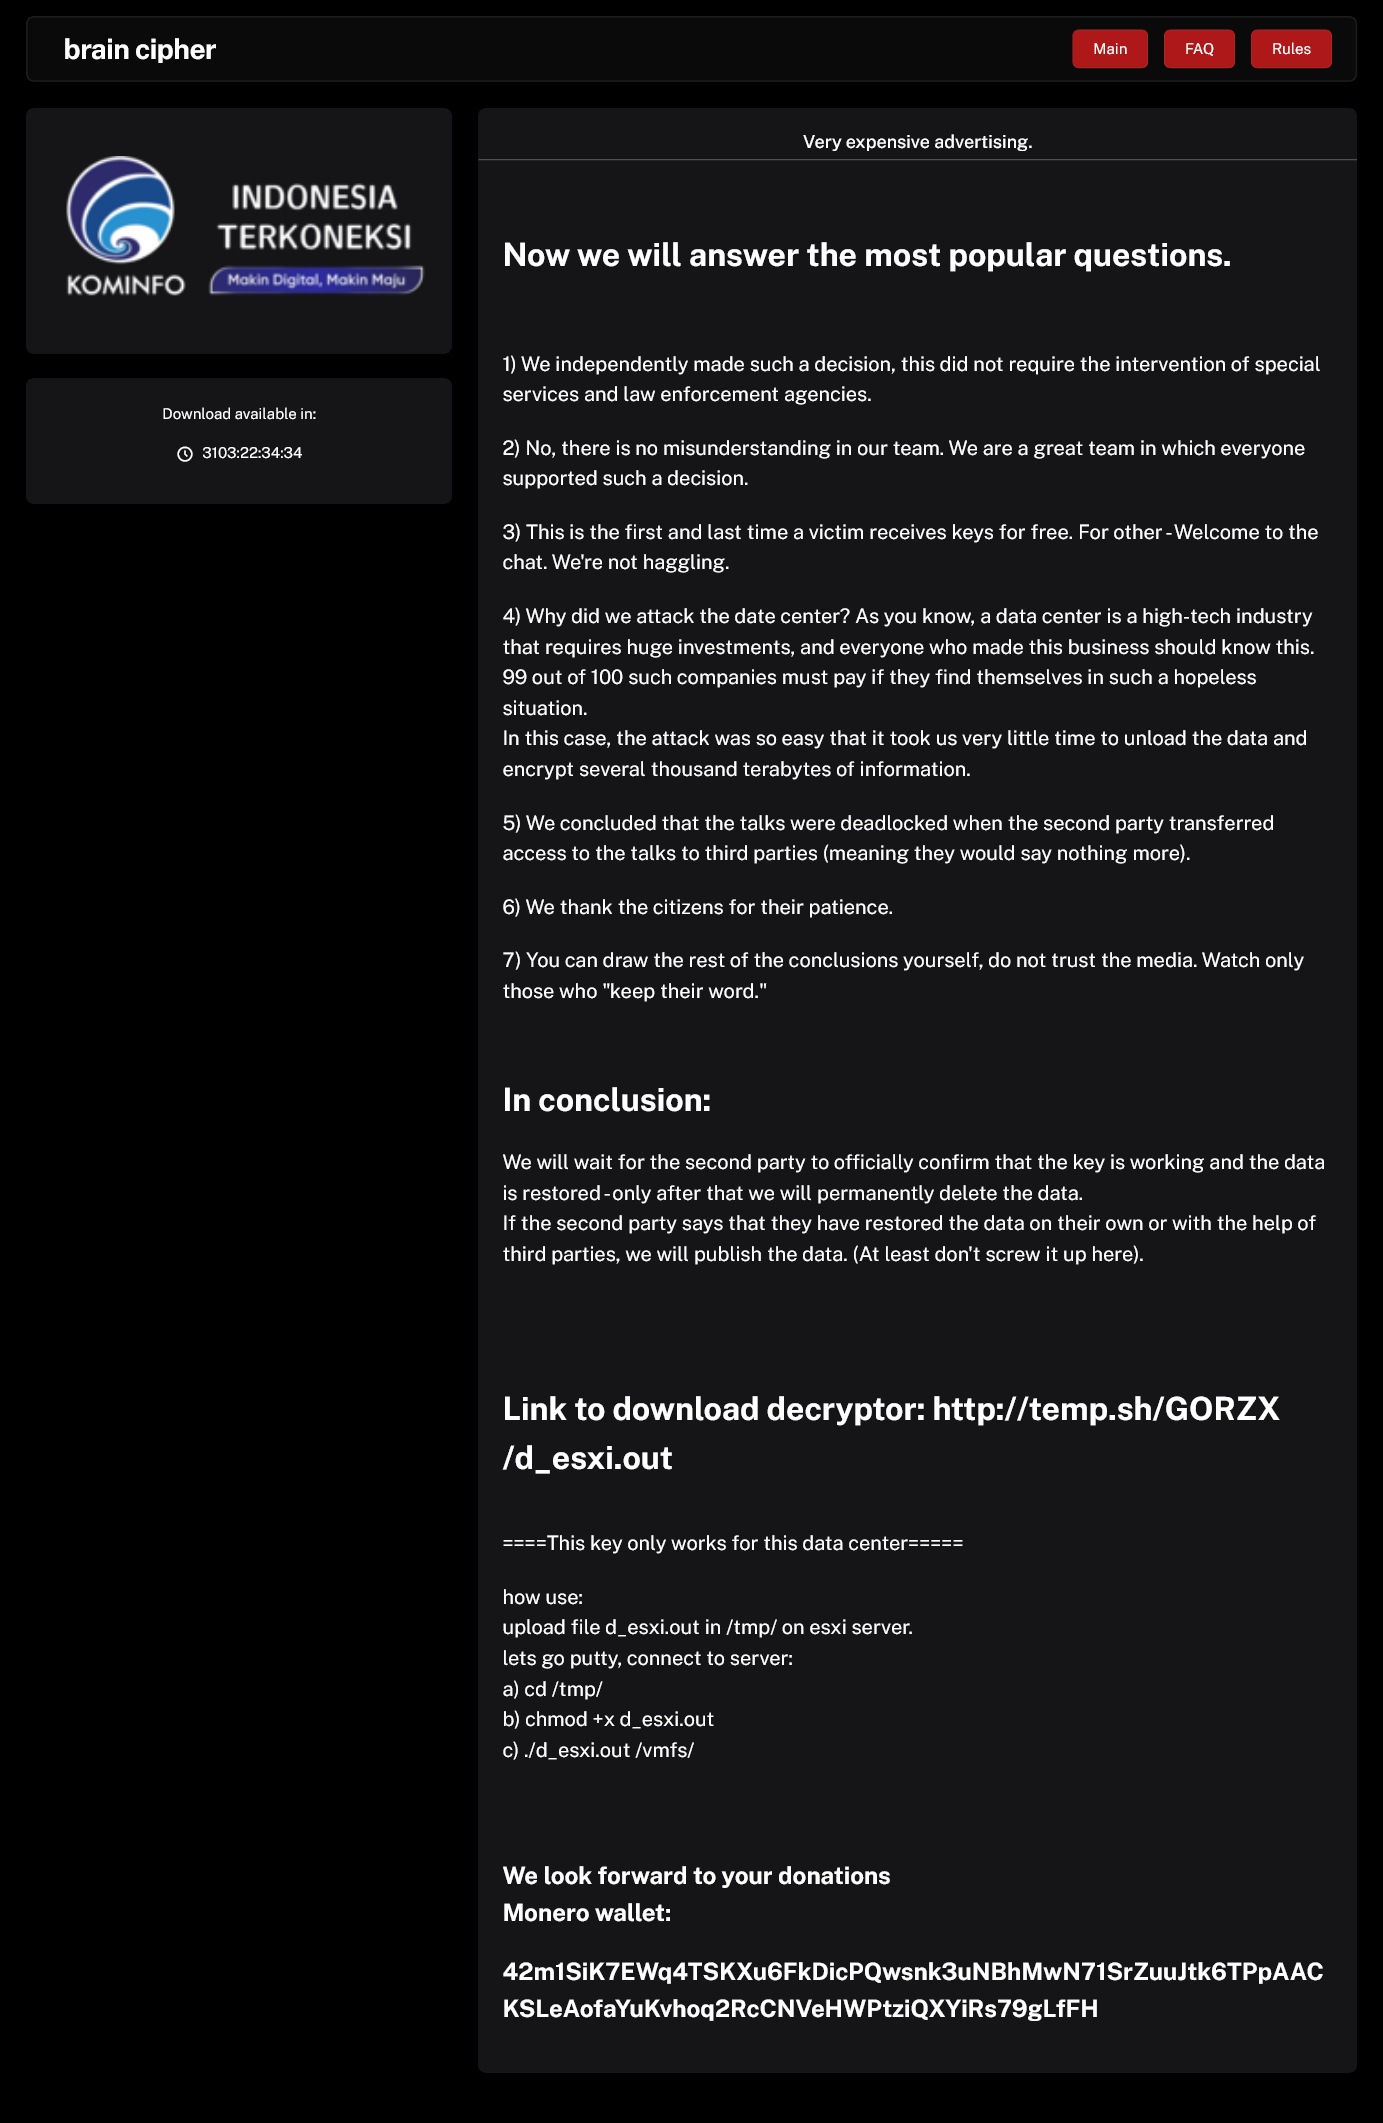 brain cipher
Main
FAQ
Rules
INDONESIA
TERKONEKSI
KOMINFO
Makin Digital, Makin Maju
Download available in:
3103:22:34:34
Very expensive advertising.
Now we will answer the most popular questions.
1) We independently made such a decision, this did not require the intervention of special
services and law enforcement agencies.
2) No, there is no misunderstanding in our team. We are a great team in which everyone
supported such a decision.
3) This is the first and last time a victim receives keys for free. For other - Welcome to the
chat. We're not haggling.
4) Why did we attack the date center? As you know, a data center is a high-tech industry
that requires huge investments, and everyone who made this business should know this.
99 out of 100 such companies must pay if they find themselves in such a hopeless
situation.
In this case, the attack was so easy that it took us very little time to unload the data and
encrypt several thousand terabytes of information.
5) We concluded that the talks were deadlocked when the second party transferred
access to the talks to third parties (meaning they would say nothing more).
6) We thank the citizens for their patience.
7) You can draw the rest of the conclusions yourself, do not trust the media. Watch only
those who "keep their word."
In conclusion:
We will wait for the second party to officially confirm that the key is working and the data
is restored - only after that we will permanently delete the data.
If the second party says that they have restored the data on their own or with the help of
third parties, we will publish the data. (At least don't screw it up here).
Link to download decryptor: http://temp.sh/GORZX
/d_esxi.out
====This key only works for this data center=====
how use:
upload file d_esxi.out in /tmp/ on esxi server.
lets go putty, connect to server:
a) cd /tmp/
b) chmod +x d_esxi.out
c) ./d_esxi.out /vmfs/
We look forward to your donations
Monero wallet:
42m1SiK7EWq4TSKXu6FkDicPQwsnk3uNBhMwN71SrZuuJtk6TPpAAC
KSLeAofaYuKvhoq2RcCNVeHWPtziQXYiRs79gLfFH